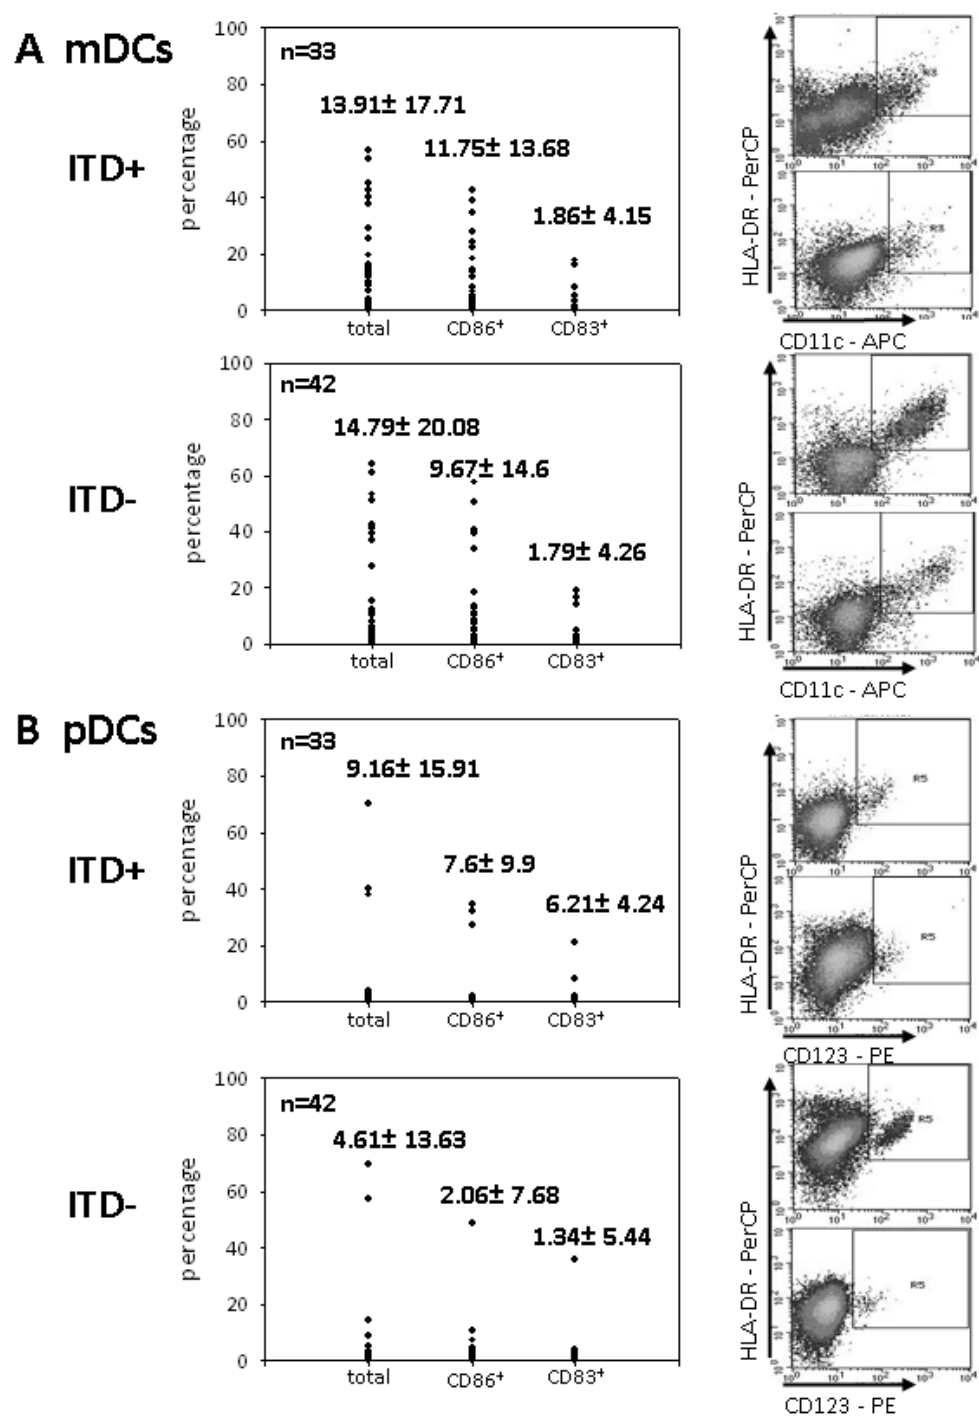 A mDCs
ITD+
percentage
100
80
60
40
20
0
n=33
13.91± 17.71
11.75± 13.68
1.86± 4.15
total
CD86+
CD83+
HLA-DR - PerCP
R3
R3
CD11c - APC
ITD-
percentage
100
80
60
40
20
0
n=42
14.79± 20.08
9.67± 14.6
1.79± 4.26
total
CD86+
CD83+
HLA-DR - PerCP
CD11c - APC
B pDCs
ITD+
percentage
100
80
60
40
20
0
n=33
9.16± 15.91
7.6± 9.9
6.21± 4.24
total
CD86+
CD83+
HLA-DR - PerCP
R5
R5
CD123 - PE
ITD-
percentage
100
80
60
40
20
0
n=42
4.61± 13.63
2.06± 7.68
1.34± 5.44
total
CD86+
CD83+
HLA-DR - PerCP
R5
R5
CD123 - PE